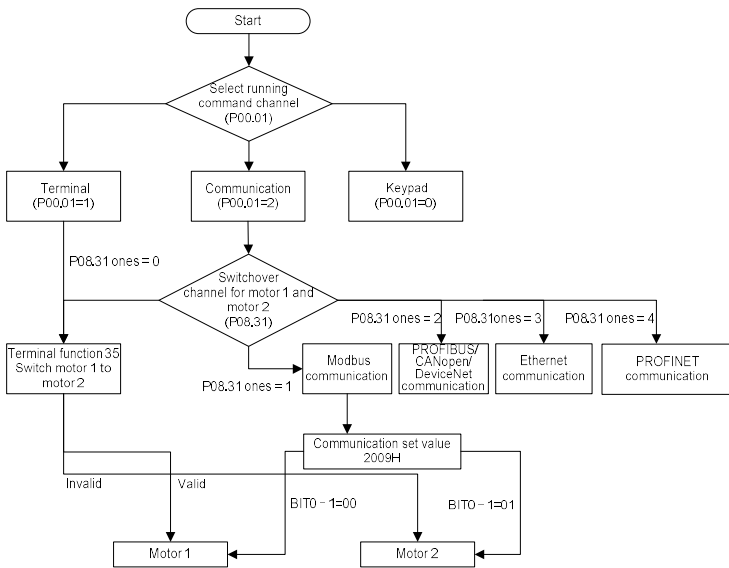 Start
Select running
command channel
(P00.01)
Terminal
(P00.01=1)
Communication
(P00.01=2)
Keypad
(P00.01=0)
P08.31 ones = 0
Switchover
channel for motor 1 and
motor 2
(P08.31)
P08.31 ones = 2
P08.31ones = 3
P08.31 ones = 4
Terminal function 35
Switch motor 1 to
motor 2
P08.31 ones = 1
Modbus
communication
PROFIBUS/
CANopen/
DeviceNet
communication
Ethernet
communication
PROFINET
communication
Communication set value
2009H
Invalid
Valid
BIT0 - 1=00
BIT0 - 1=01
Motor 1
Motor 2